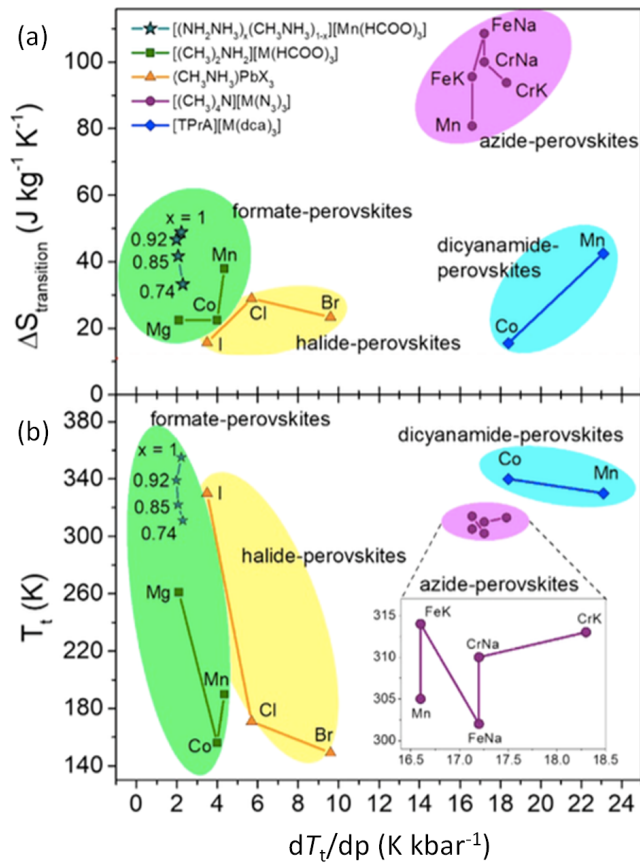 (a)
[(NH₂NH₃)ₓ(CH₃NH₃)₁₋ₓ][Mn(HCOO)₃]
[(CH₃)₂NH₂][M(HCOO)₃]
(CH₃NH₃)PbX₃
[(CH₃)₄N][M(N₃)₃]
[TPrA][M(dca)₃]
FeNa
CrNa
FeK
CrK
Mn
azide-perovskites
formate-perovskites
x = 1
0.92
0.85
0.74
Mn
Co
Mg
I
Cl
Br
halide-perovskites
dicyanamide-
perovskites
Mn
Co
100
80
60
40
20
0
ΔS_transition (J kg⁻¹ K⁻¹)
(b)
formate-perovskites
x = 1
0.92
0.85
0.74
Mg
Mn
Co
I
Cl
Br
halide-perovskites
dicyanamide-perovskites
Co
Mn
azide-perovskites
FeK
CrNa
CrK
Mn
FeNa
315
310
305
300
16.5 17.0 17.5 18.0 18.5
380
340
300
260
220
180
140
Tₜ (K)
0 2 4 6 8 10 12 14 16 18 20 22 24
dTₜ/dp (K kbar⁻¹)